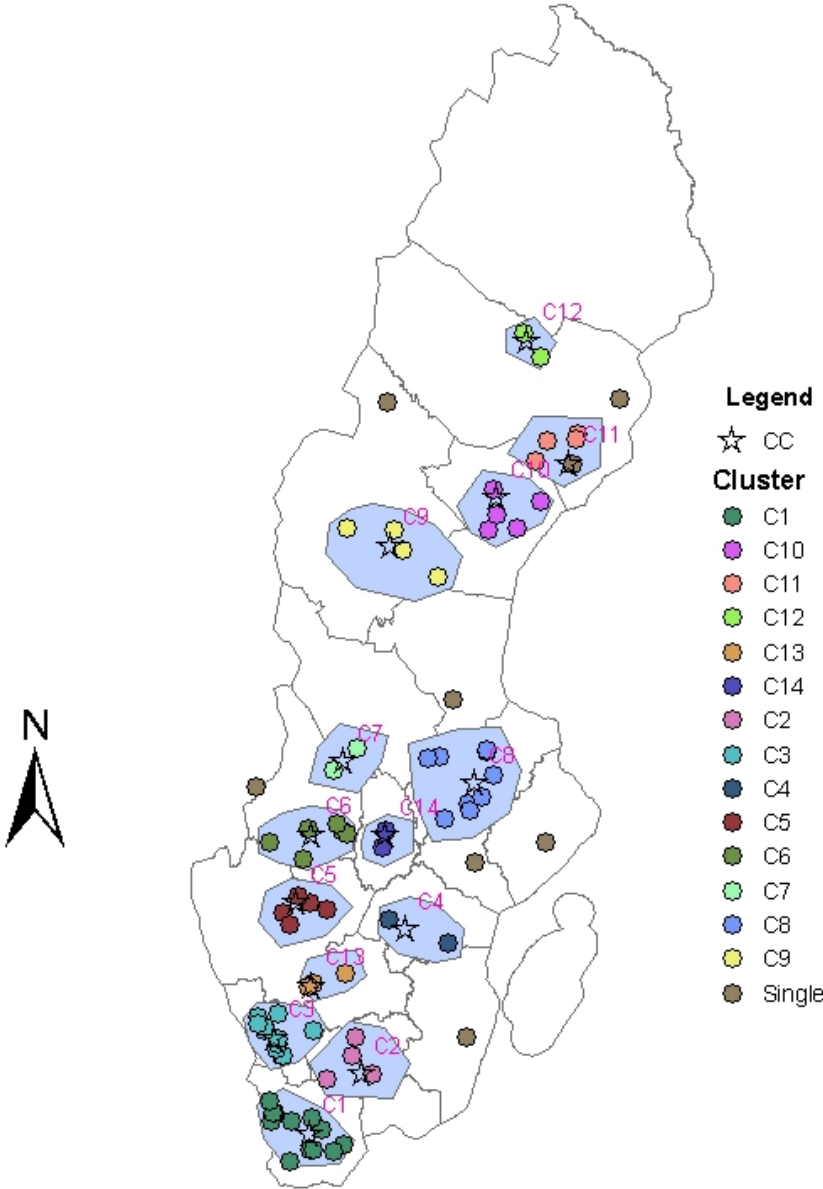 C12
C11
C10
C9
C7
C8
C6
C14
C5
C4
C13
C3
C2
C1
N
Legend
CC
Cluster
C1
C10
C11
C12
C13
C14
C2
C3
C4
C5
C6
C7
C8
C9
Single